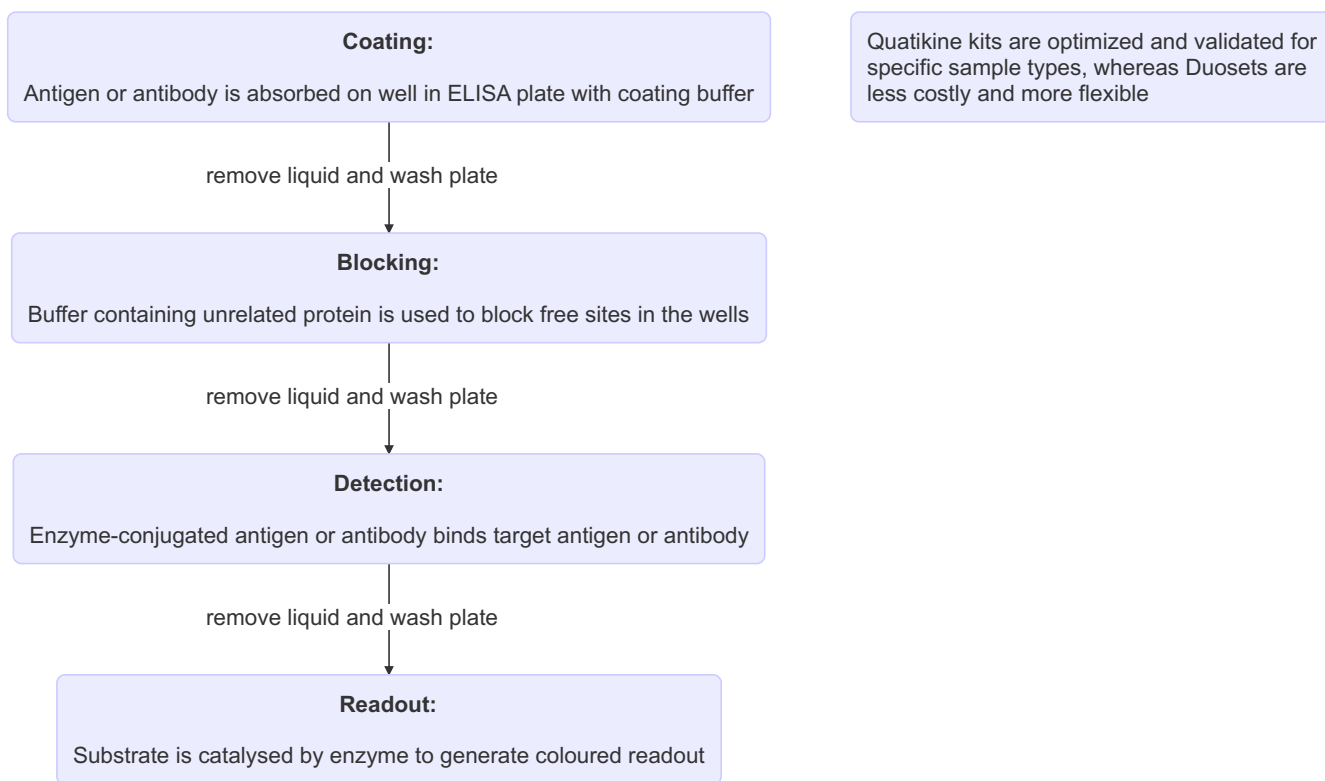 Coating:
Antigen or antibody is absorbed on well in ELISA plate with coating buffer
Quatikine kits are optimized and validated for
specific sample types, whereas Duosets are
less costly and more flexible
remove liquid and wash plate
Blocking:
Buffer containing unrelated protein is used to block free sites in the wells
remove liquid and wash plate
Detection:
Enzyme-conjugated antigen or antibody binds target antigen or antibody
remove liquid and wash plate
Readout:
Substrate is catalysed by enzyme to generate coloured readout